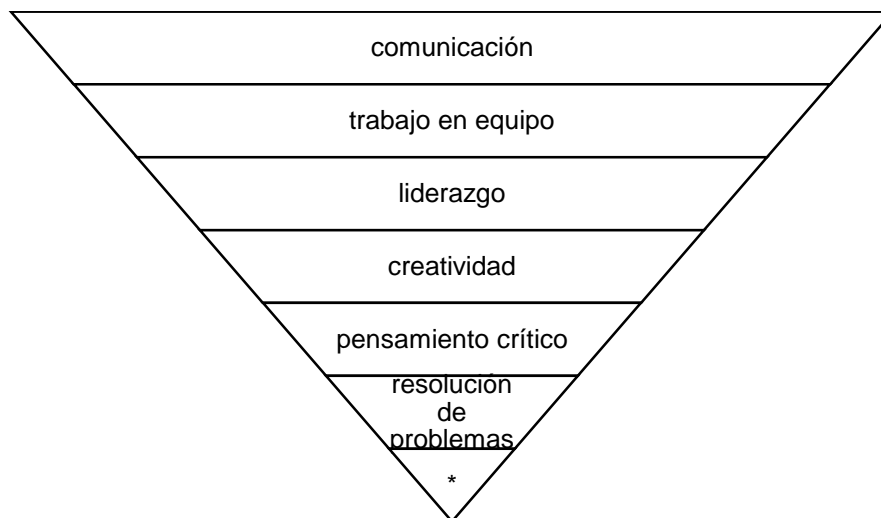 comunicación
trabajo en equipo
liderazgo
creatividad
pensamiento crítico
resolución
de
problemas
*